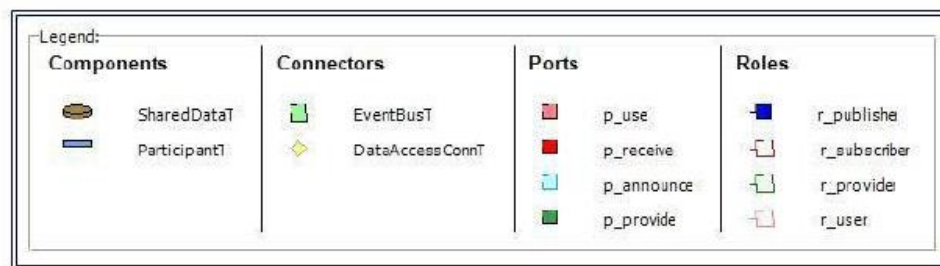 Legend:
Components Connectors Ports Roles
SharedDataT EventBusT p_use r_publishe
ParticipantT DataAccessConnT p_receive r_subscriber
p_announce r_provider
p_provide r_user